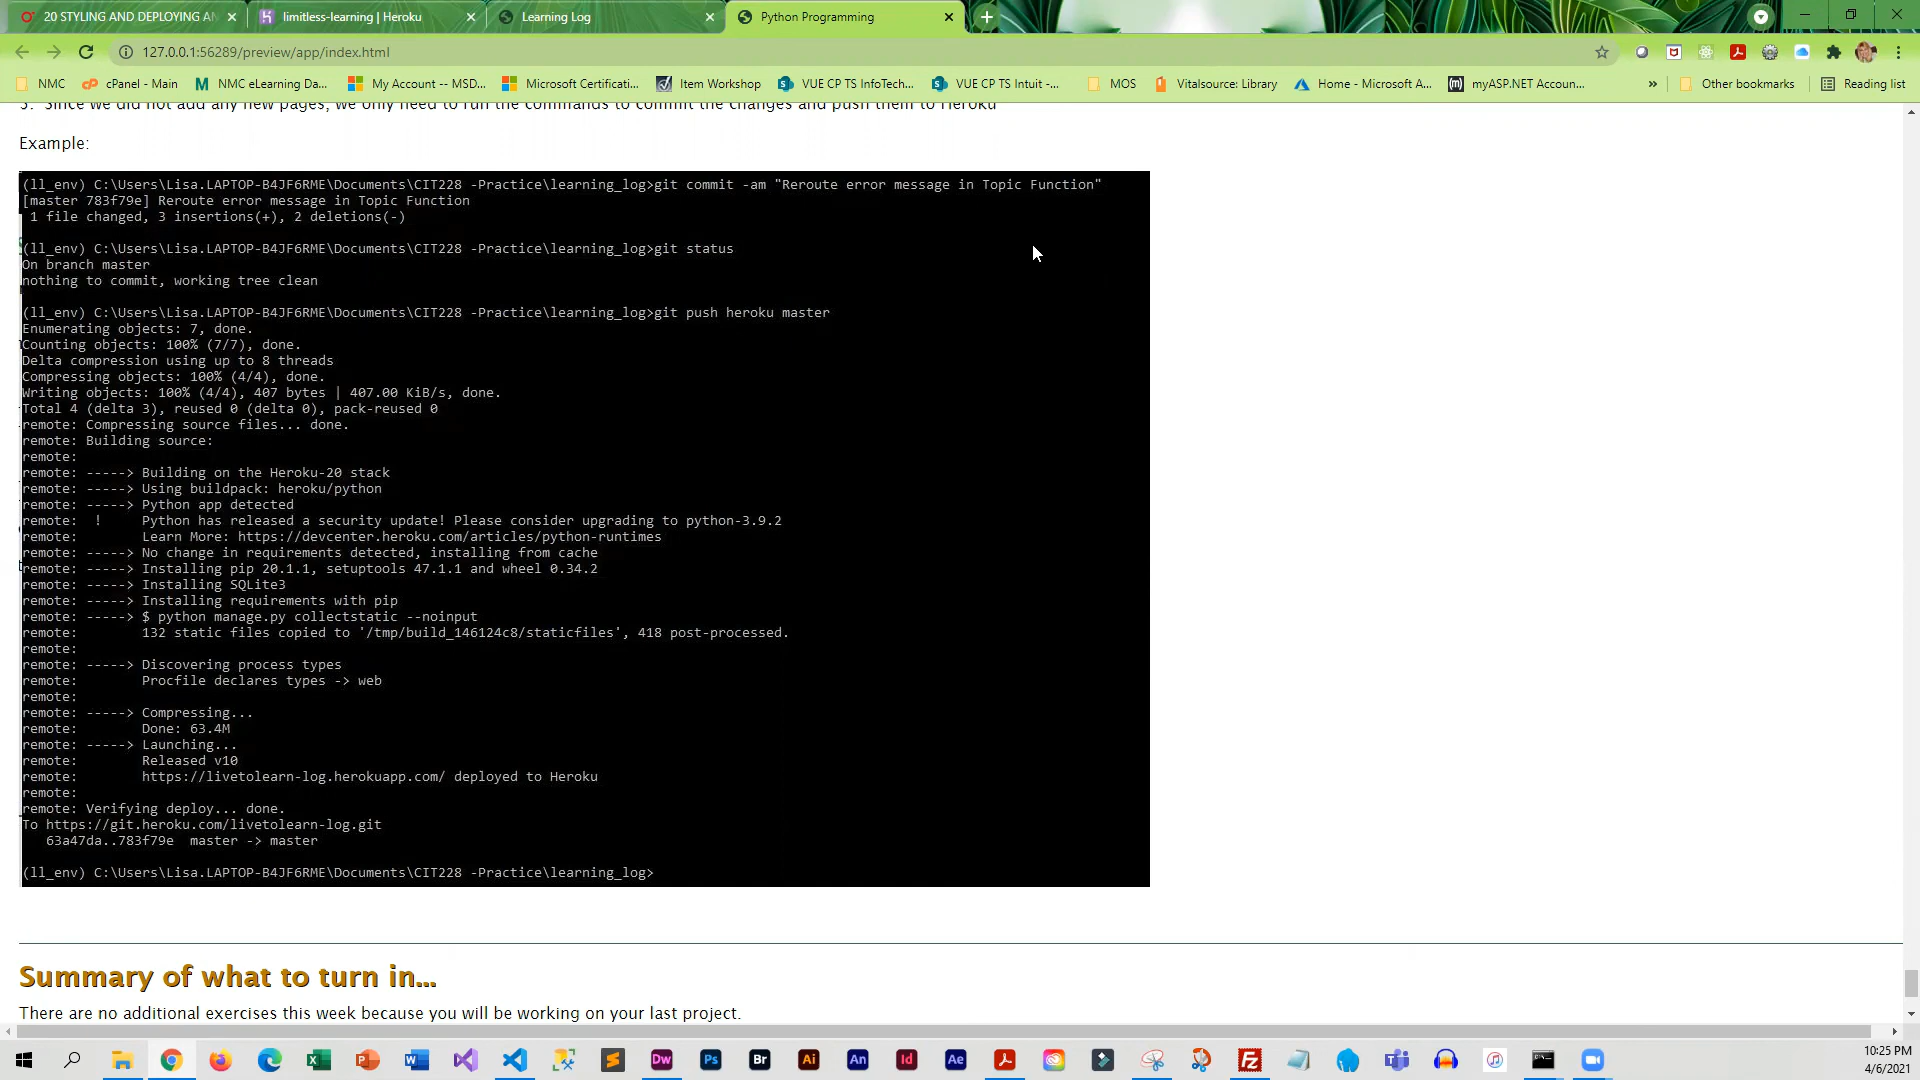 20 STYLING AND DEPLOYING AN
limitless-learning | Heroku
Learning Log
Python Programming
127.0.0.1:56289/preview/app/index.html
NMC
cPanel - Main
NMC eLearning Da...
My Account -- MSD...
Microsoft Certificati...
Item Workshop
VUE CP TS InfoTech...
VUE CP TS Intuit -...
MOS
Vitalsource: Library
Home - Microsoft A...
myASP.NET Accoun...
»
Other bookmarks
Reading list
Since we did not add any new pages, we only need to run the commands to commit the changes and push them to Heroku
Example:
(ll_env) C:\Users\Lisa.LAPTOP-B4JF6RME\Documents\CIT228 -Practice\learning_log>git commit -am "Reroute error message in Topic Function"
[master 783f79e] Reroute error message in Topic Function
1 file changed, 3 insertions(+), 2 deletions(-)
(ll_env) C:\Users\Lisa.LAPTOP-B4JF6RME\Documents\CIT228 -Practice\learning_log>git status
On branch master
nothing to commit, working tree clean
(ll_env) C:\Users\Lisa.LAPTOP-B4JF6RME\Documents\CIT228 -Practice\learning_log>git push heroku master
Enumerating objects: 7, done.
Counting objects: 100% (7/7), done.
Delta compression using up to 8 threads
Compressing objects: 100% (4/4), done.
Writing objects: 100% (4/4), 407 bytes | 407.00 KiB/s, done.
Total 4 (delta 3), reused 0 (delta 0), pack-reused 0
remote: Compressing source files... done.
remote: Building source:
remote:
remote: -----> Building on the Heroku-20 stack
remote: -----> Using buildpack: heroku/python
remote: -----> Python app detected
remote:  !     Python has released a security update! Please consider upgrading to python-3.9.2
remote:        Learn More: https://devcenter.heroku.com/articles/python-runtimes
remote: -----> No change in requirements detected, installing from cache
remote: -----> Installing pip 20.1.1, setuptools 47.1.1 and wheel 0.34.2
remote: -----> Installing SQLite3
remote: -----> Installing requirements with pip
remote: -----> $ python manage.py collectstatic --noinput
remote:        132 static files copied to '/tmp/build_146124c8/staticfiles', 418 post-processed.
remote:
remote: -----> Discovering process types
remote:        Procfile declares types -> web
remote:
remote: -----> Compressing...
remote:        Done: 63.4M
remote: -----> Launching...
remote:        Released v10
remote:        https://livetolearn-log.herokuapp.com/ deployed to Heroku
remote:
remote: Verifying deploy... done.
To https://git.heroku.com/livetolearn-log.git
63a47da..783f79e  master -> master
(ll_env) C:\Users\Lisa.LAPTOP-B4JF6RME\Documents\CIT228 -Practice\learning_log>
Summary of what to turn in...
There are no additional exercises this week because you will be working on your last project.
Dw
Ps
Br
Ai
An
Id
Ae
10:25 PM
4/6/2021